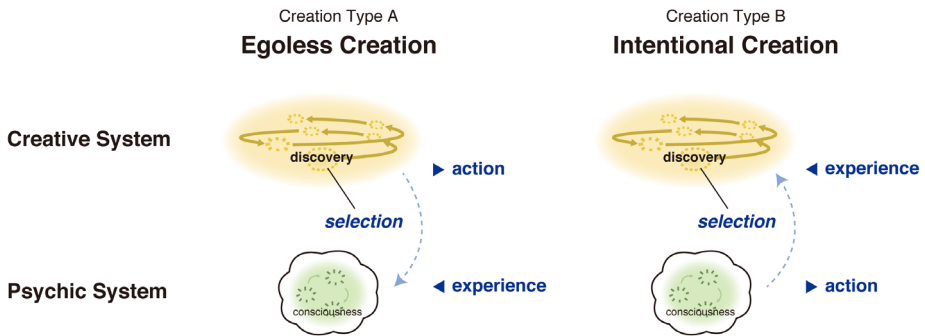 Creation Type A
Egoless Creation
Creation Type B
Intentional Creation
Creative System
discovery
▶ action
selection
discovery
◀ experience
selection
Psychic System
consciousness
◀ experience
consciousness
▶ action